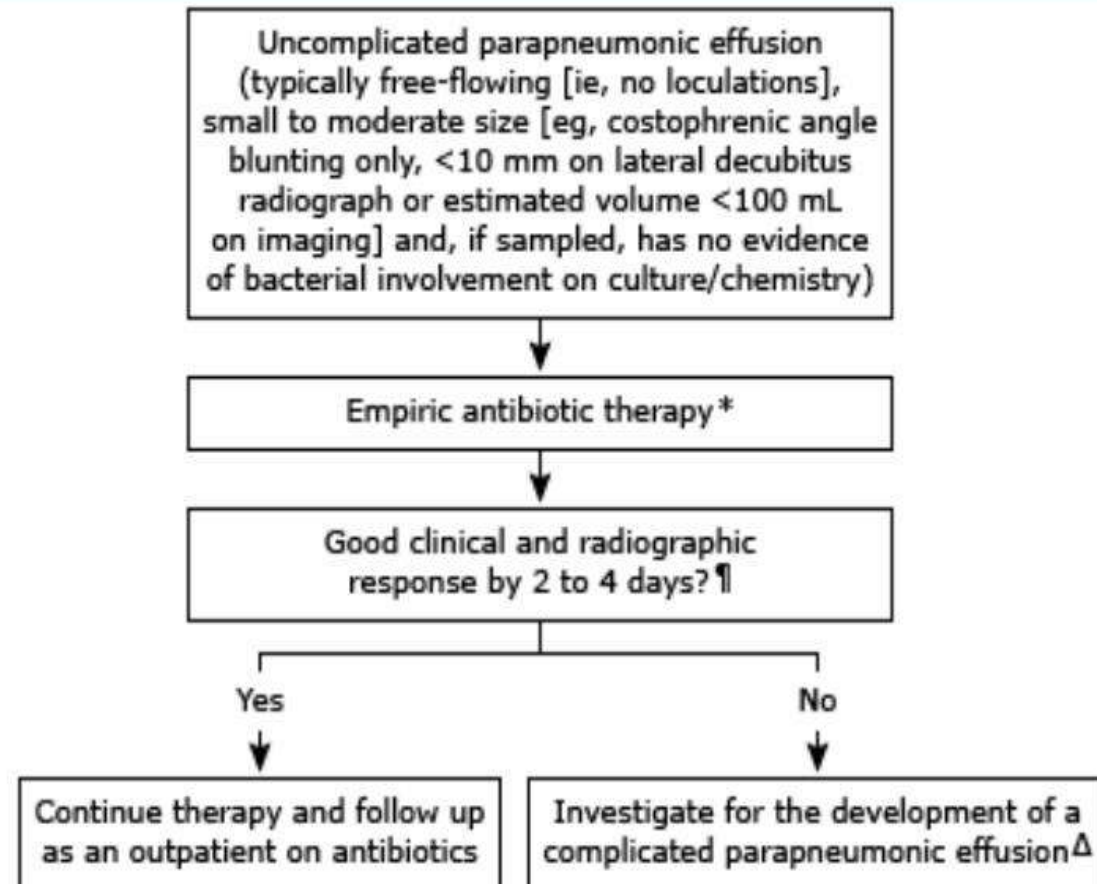 Uncomplicated parapneumonic effusion
(typically free-flowing [ie, no loculations],
small to moderate size [eg, costophrenic angle
blunting only, <10 mm on lateral decubitus
radiograph or estimated volume <100 mL
on imaging] and, if sampled, has no evidence
of bacterial involvement on culture/chemistry)
Empiric antibiotic therapy*
Good clinical and radiographic
response by 2 to 4 days?¶
Yes
No
Continue therapy and follow up
as an outpatient on antibiotics
Investigate for the development of a
complicated parapneumonic effusionΔ